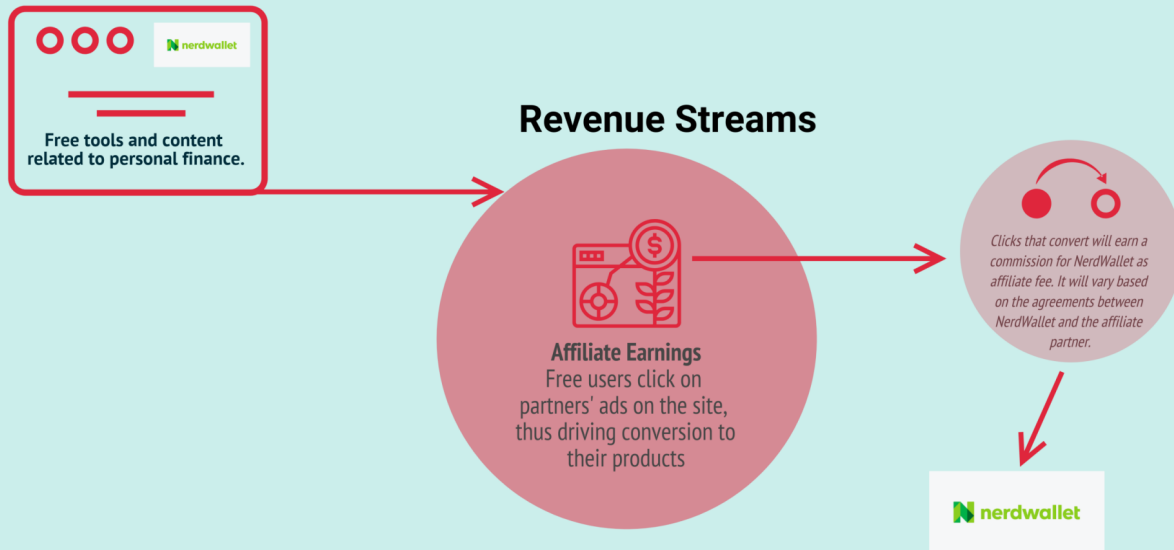 nerdwallet
Free tools and content
related to personal finance.
Revenue Streams
$
Affiliate Earnings
Free users click on
partners' ads on the site,
thus driving conversion to
their products
Clicks that convert will earn a
commission for NerdWallet as
affiliate fee. It will vary based
on the agreements between
NerdWallet and the affiliate
partner.
nerdwallet